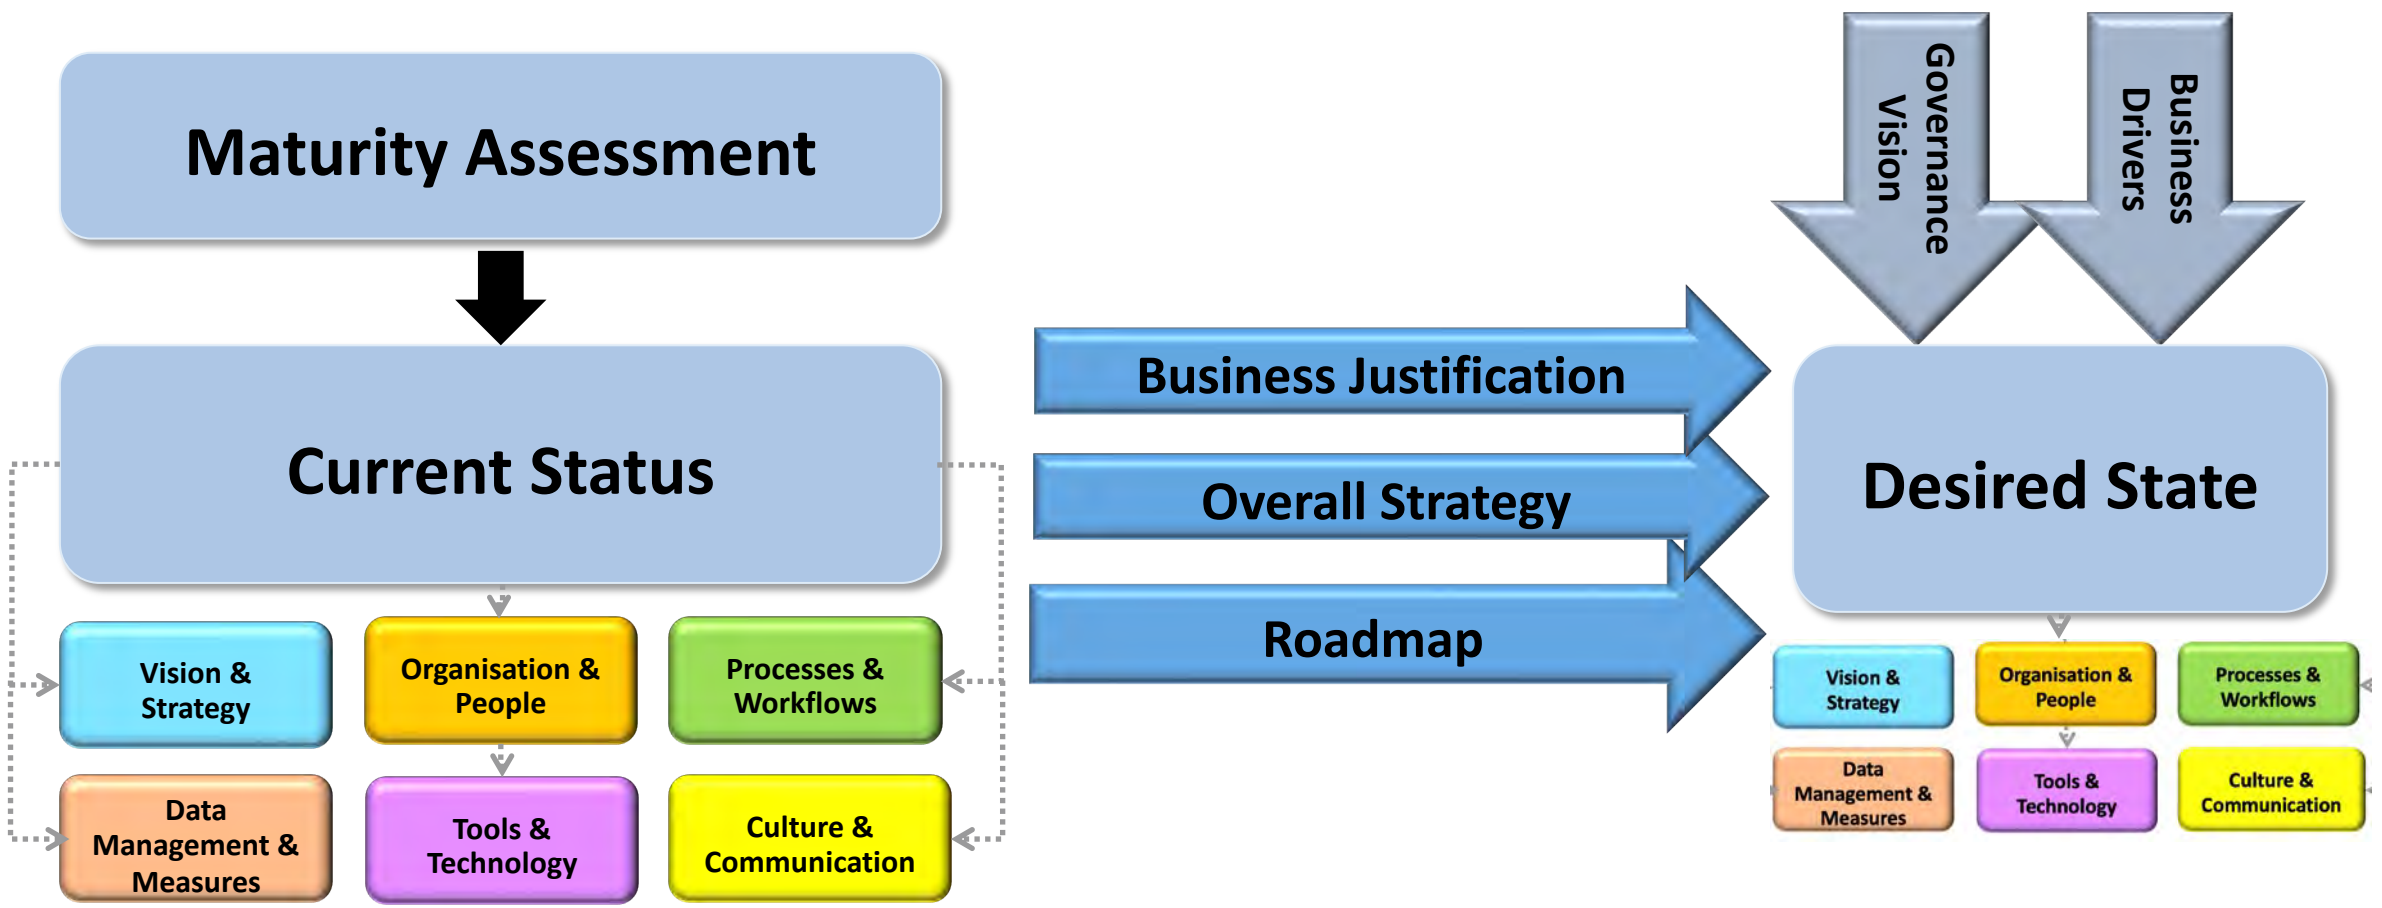 Maturity Assessment
Governance
Vision
Business
Drivers
Current Status
Business Justification
Overall Strategy
Roadmap
Desired State
Vision &
Strategy
Organisation &
People
Processes &
Workflows
Data
Management &
Measures
Tools &
Technology
Culture &
Communication
Vision &
Strategy
Organisation &
People
Processes &
Workflows
Data
Management &
Measures
Tools &
Technology
Culture &
Communication